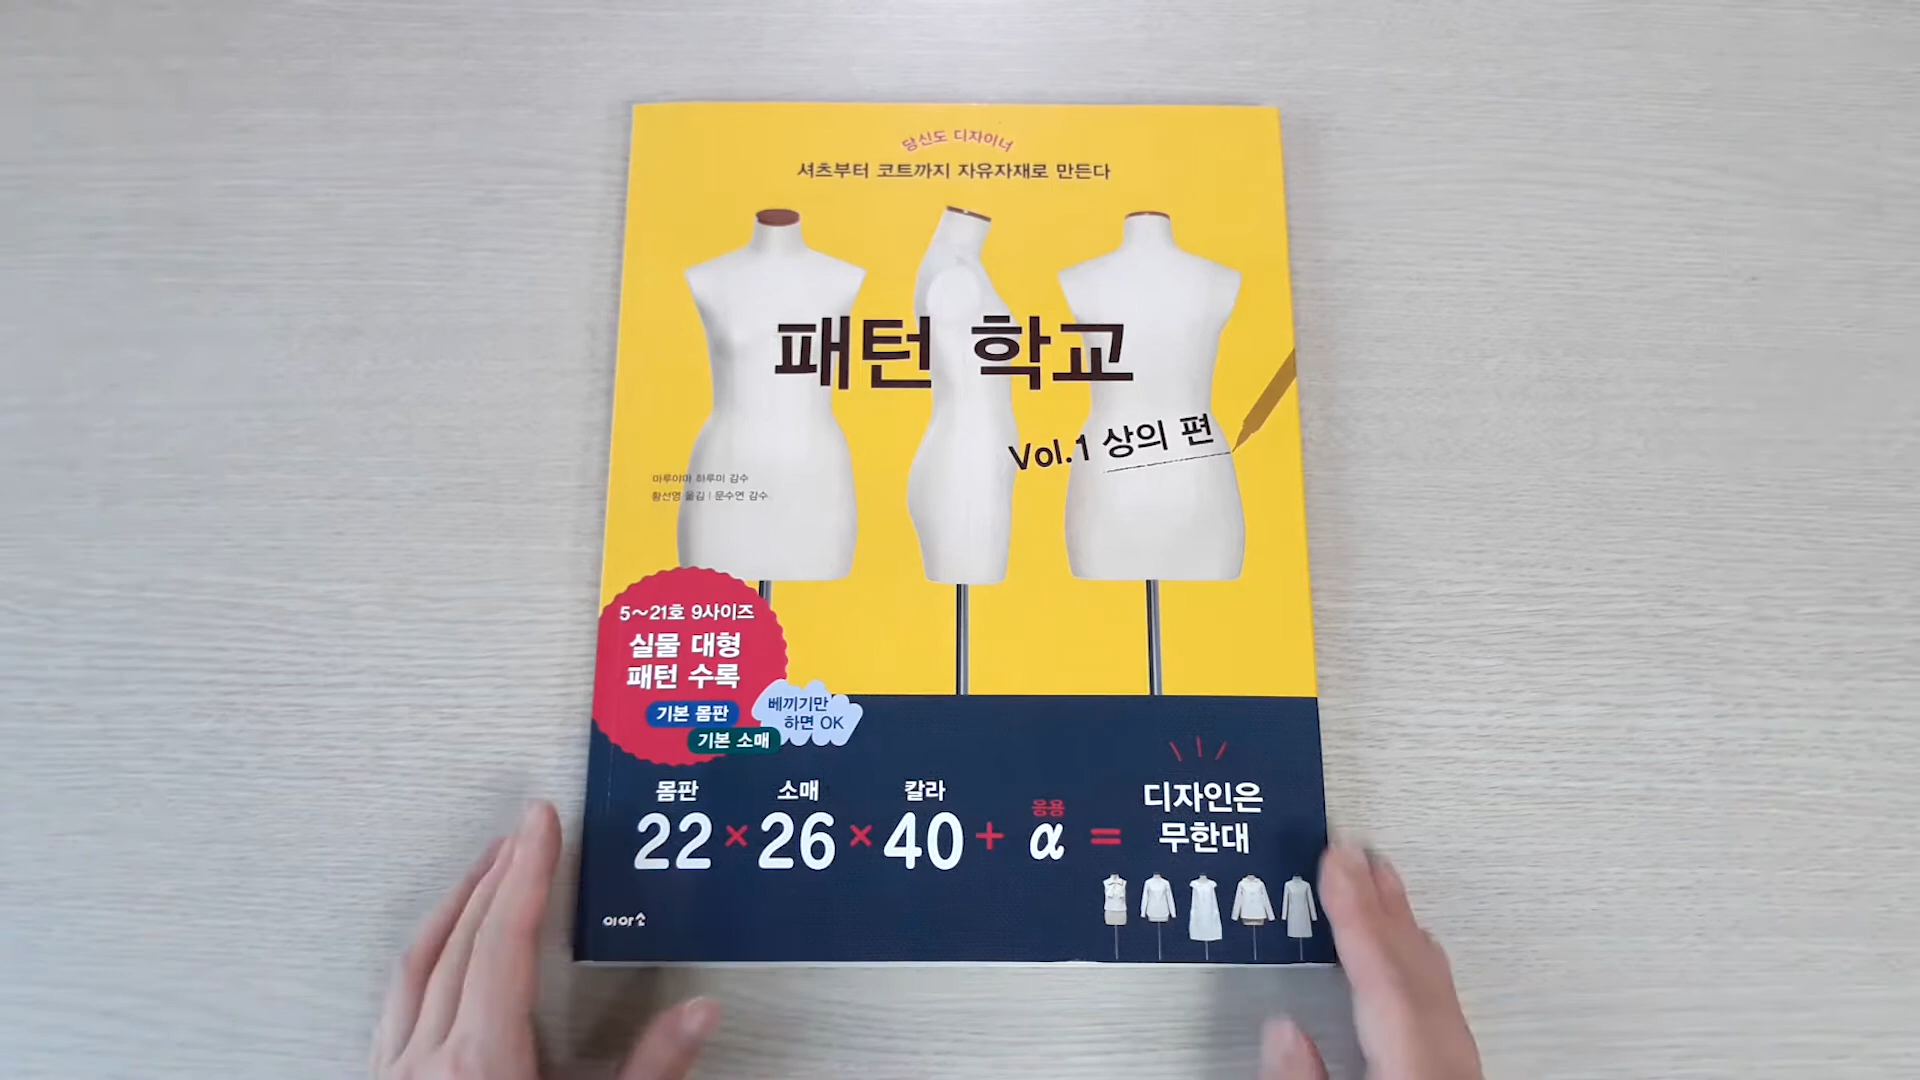 당신도 디자이너
셔츠부터 코트까지 자유자재로 만든다
패턴 학교
Vol.1 상의 편
마루야마 하루미 감수
황선영 옮김 | 문수연 감수
5~21호 9사이즈
실물 대형
패턴 수록
기본 몸판
기본 소매
베끼기만
하면 OK
몸판 소매 칼라 응용
22 × 26 × 40 + α =
디자인은
무한대
이아소